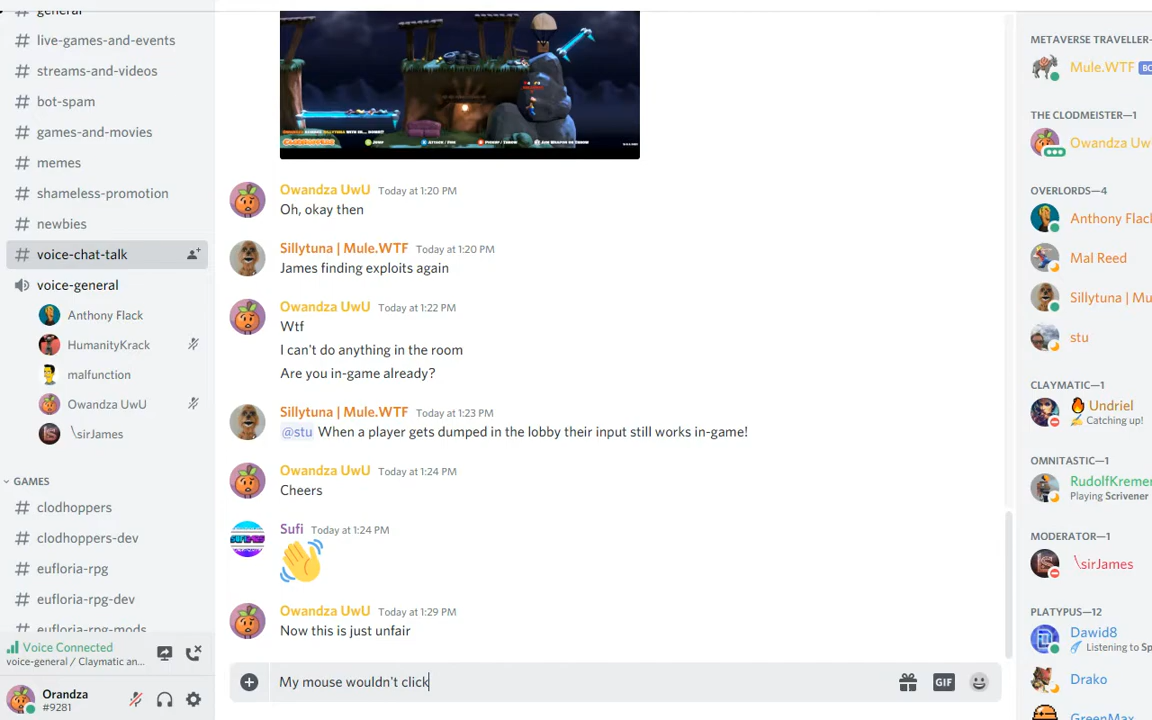 general
# live-games-and-events
# streams-and-videos
# bot-spam
# games-and-movies
# memes
# shameless-promotion
# newbies
# voice-chat-talk
voice-general
Anthony Flack
HumanityKrack
malfunction
Owandza UwU
\sirJames
GAMES
# clodhoppers
# clodhoppers-dev
# eufloria-rpg
# eufloria-rpg-dev
# eufloria-rpg-mods
Voice Connected
voice-general / Claymatic an...
Orandza
#9281
Owandza UwU Today at 1:20 PM
Oh, okay then
Sillytuna | Mule.WTF Today at 1:20 PM
James finding exploits again
Owandza UwU Today at 1:22 PM
Wtf
I can't do anything in the room
Are you in-game already?
Sillytuna | Mule.WTF Today at 1:23 PM
@stu When a player gets dumped in the lobby their input still works in-game!
Owandza UwU Today at 1:24 PM
Cheers
Sufi Today at 1:24 PM
Owandza UwU Today at 1:29 PM
Now this is just unfair
My mouse wouldn't click
GIF
METAVERSE TRAVELLER—
Mule.WTF BO
THE CLODMEISTER—1
Owandza Uw
OVERLORDS—4
Anthony Flack
Mal Reed
Sillytuna | Mu
stu
CLAYMATIC—1
Undriel
Catching up!
OMNITASTIC—1
RudolfKremer
Playing Scrivener
MODERATOR—1
\sirJames
PLATYPUS—12
Dawid8
Listening to Sp
Drako
GreenMax